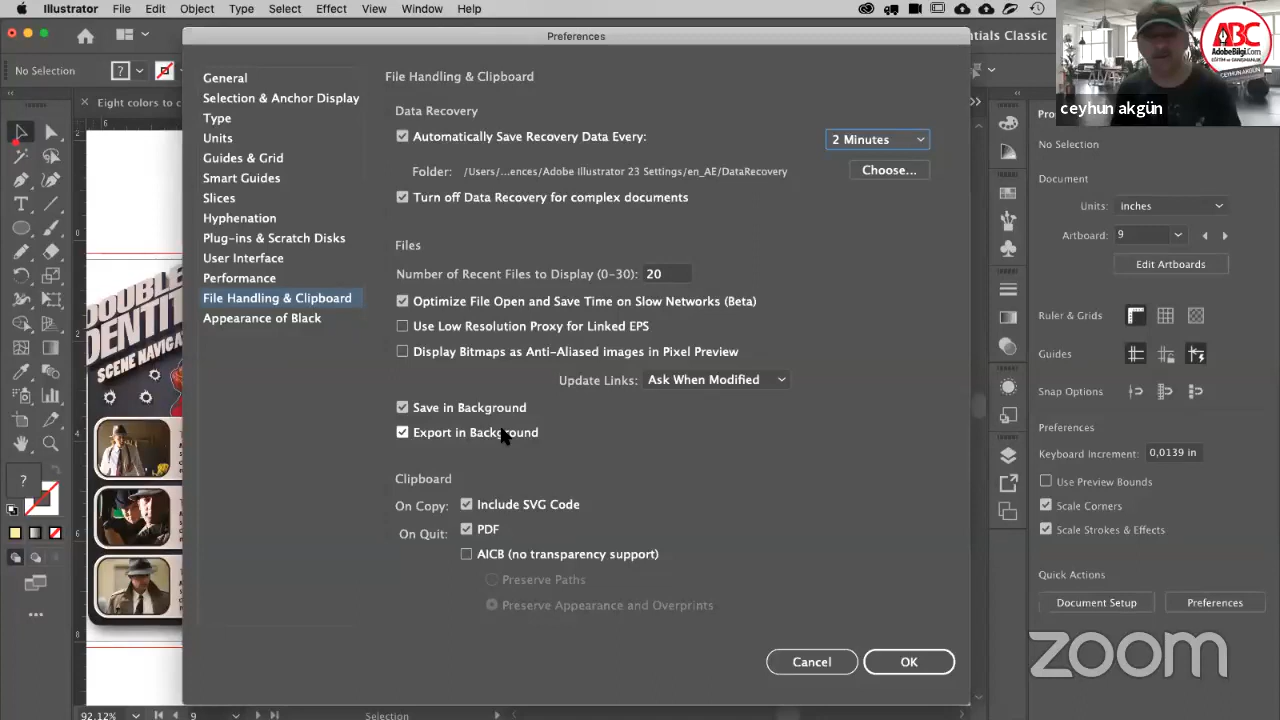 Illustrator File Edit Object Type Select Effect View Window Help
Preferences
No Selection
Eight colors to c
General
Selection & Anchor Display
Type
Units
Guides & Grid
Smart Guides
Slices
Hyphenation
Plug-ins & Scratch Disks
User Interface
Performance
File Handling & Clipboard
Appearance of Black
File Handling & Clipboard
Data Recovery
Automatically Save Recovery Data Every:
2 Minutes
Folder: /Users/...ences/Adobe Illustrator 23 Settings/en_AE/DataRecovery
Choose...
Turn off Data Recovery for complex documents
Files
Number of Recent Files to Display (0-30): 20
Optimize File Open and Save Time on Slow Networks (Beta)
Use Low Resolution Proxy for Linked EPS
Display Bitmaps as Anti-Aliased images in Pixel Preview
Update Links: Ask When Modified
Save in Background
Export in Background
Clipboard
On Copy: Include SVG Code
On Quit: PDF
AICB (no transparency support)
Preserve Paths
Preserve Appearance and Overprints
Cancel
OK
entials Classic
ABC
AdobeBilgi.Com
EĞİTİM ve DANIŞMANLIK
CEYHUN AKGÜN
ceyhun akgün
No Selection
Document
Units: inches
Artboard: 9
Edit Artboards
Ruler & Grids
Guides
Snap Options
Preferences
Keyboard Increment: 0,0139 in
Use Preview Bounds
Scale Corners
Scale Strokes & Effects
Quick Actions
Document Setup
Preferences
zoom
DOUBLE
IDENTIT
SCENE NAVIGA
92,12%
9
Selection